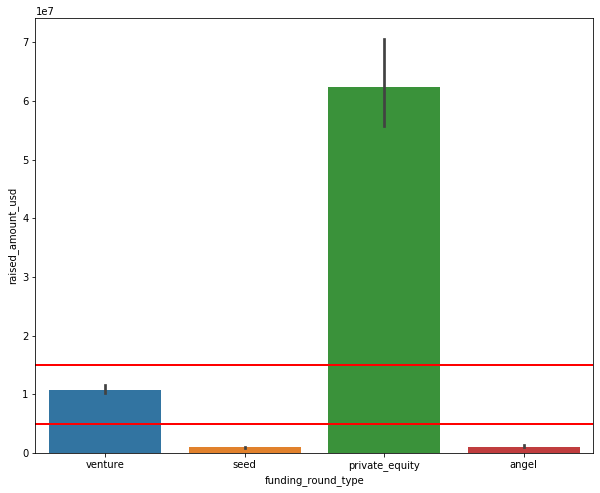 1e7
7
6
5
4
3
2
1
0
raised_amount_usd
venture seed private_equity angel
funding_round_type